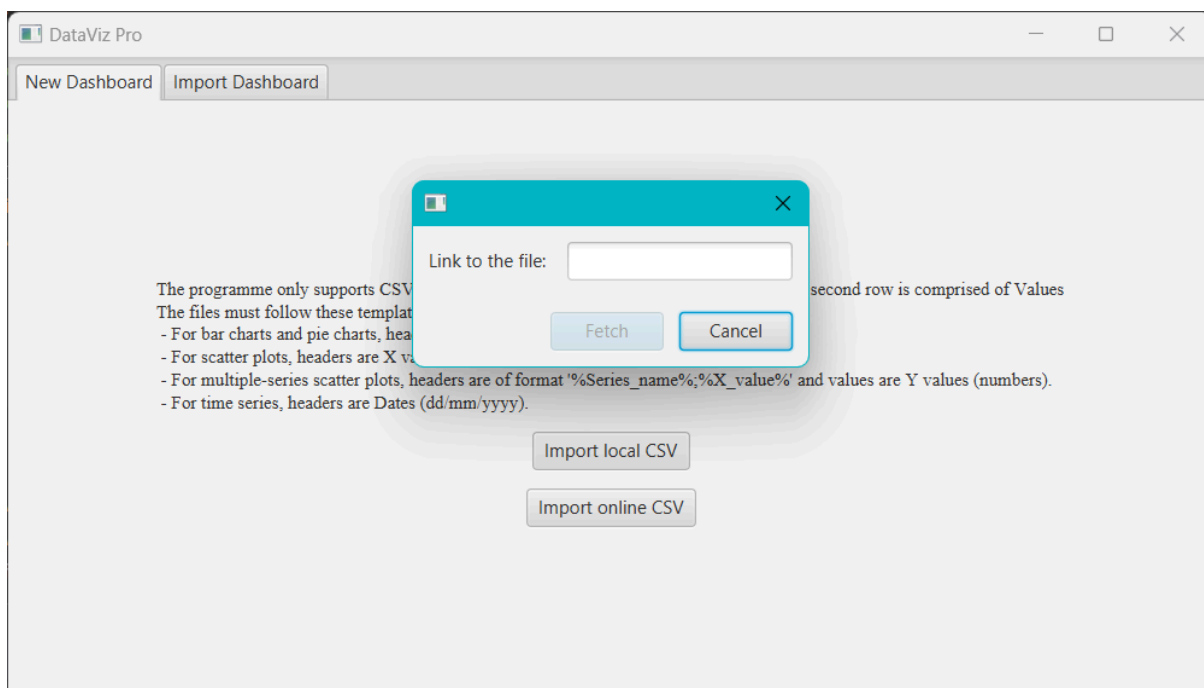 DataViz Pro
New Dashboard Import Dashboard
Link to the file:
Fetch Cancel
The programme only supports CSV second row is comprised of Values
The files must follow these
- For bar charts and pie charts,
- For scatter plots, headers are X
- For multiple-series scatter plots, headers are of format '%Series_name%;%X_value%' and values are Y values (numbers).
- For time series, headers are Dates (dd/mm/yyyy).
Import local CSV
Import online CSV